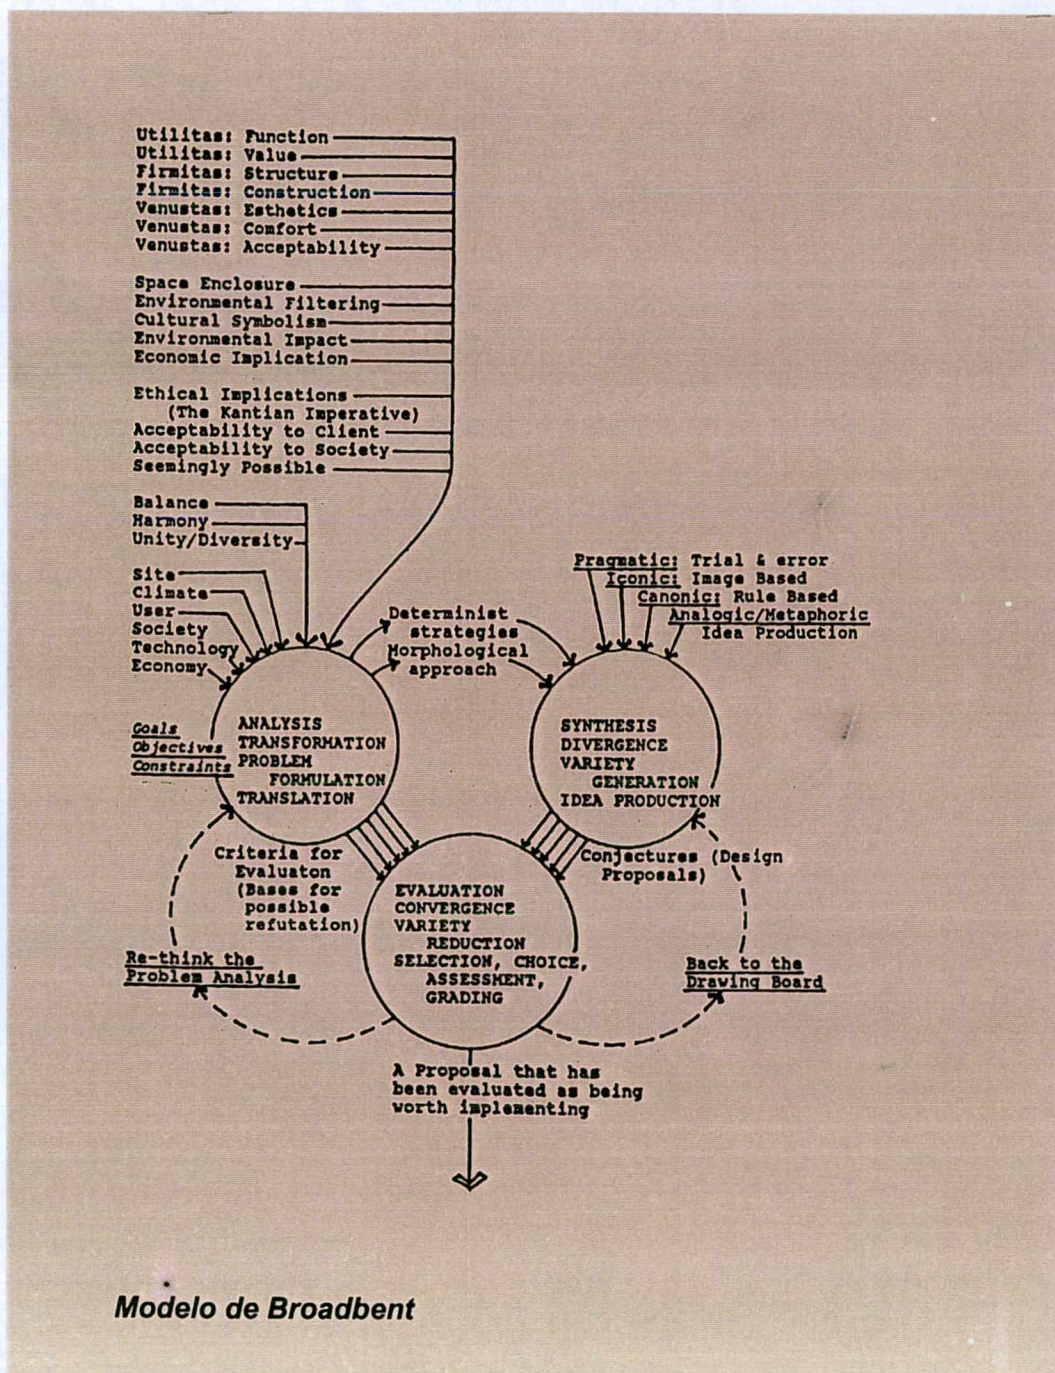 Utilitas: Function
Utilitas: Value
Firmitas: Structure
Firmitas: Construction
Venustas: Esthetics
Venustas: Comfort
Venustas: Acceptability
Space Enclosure
Environmental Filtering
Cultural Symbolism
Environmental Impact
Economic Implication
Ethical Implications
(The Kantian Imperative)
Acceptability to Client
Acceptability to Society
Seemingly Possible
Balance
Harmony
Unity/Diversity
Site
Climate
User
Society
Technology
Economy
Determinist
strategies
Morphological
approach
Pragmatic: Trial & error
Iconic: Image Based
Canonic: Rule Based
Analogic/Metaphoric
Idea Production
Goals
Objectives
Constraints
ANALYSIS
TRANSFORMATION
PROBLEM
FORMULATION
TRANSLATION
SYNTHESIS
DIVERGENCE
VARIETY
GENERATION
IDEA PRODUCTION
Criteria for
Evaluaton
(Bases for
possible
refutation)
Conjectures (Design
Proposals)
EVALUATION
CONVERGENCE
VARIETY
REDUCTION
SELECTION, CHOICE,
ASSESSMENT,
GRADING
Re-think the
Problem Analysis
Back to the
Drawing Board
A Proposal that has
been evaluated as being
worth implementing
Modelo de Broadbent